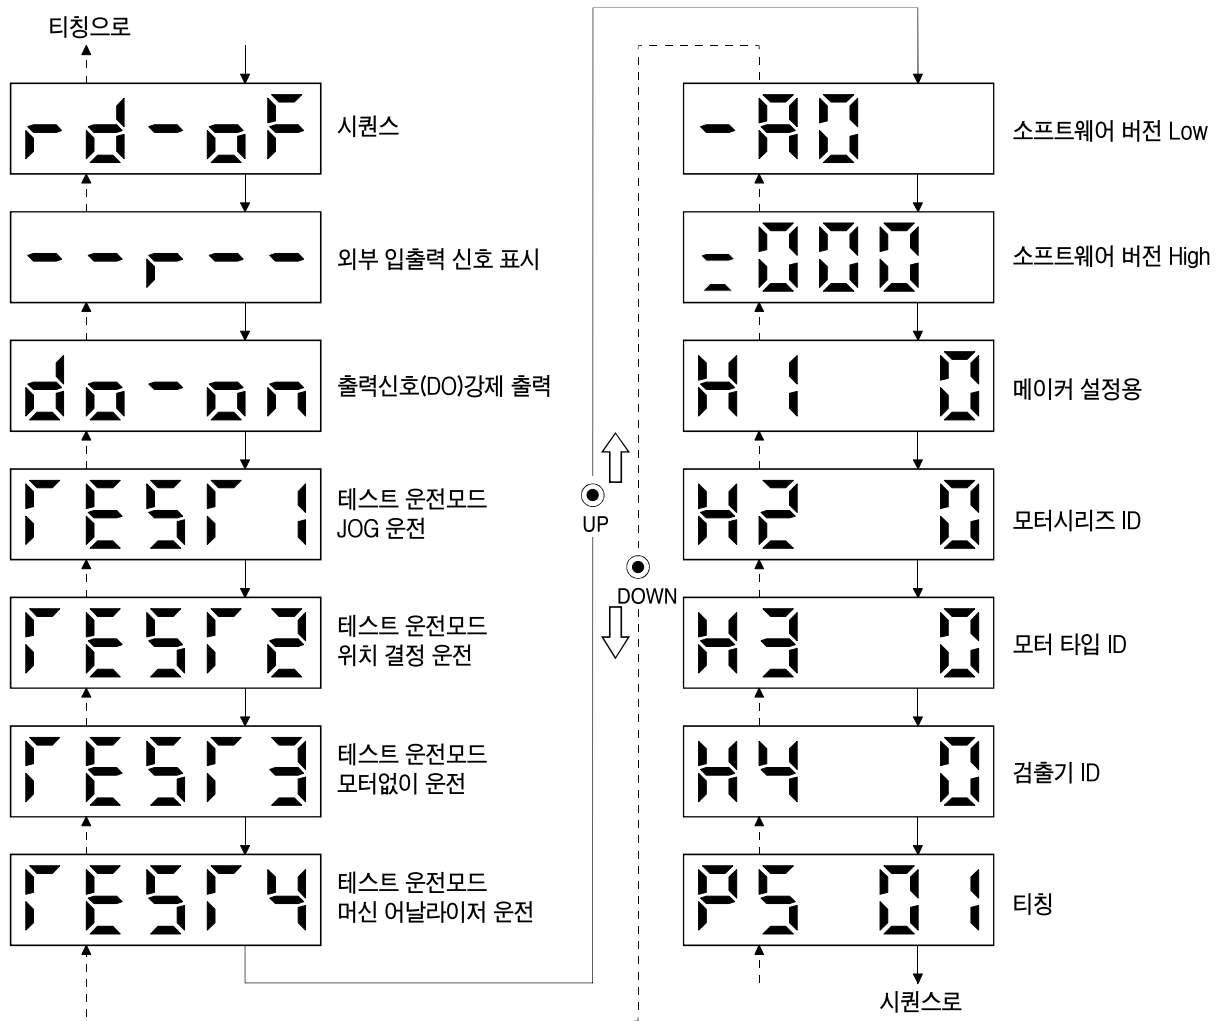 티칭으로
rd-oF
시퀀스
--r--
외부 입출력 신호 표시
do-on
출력신호(DO)강제 출력
TEST1
테스트 운전모드
JOG 운전
TEST2
테스트 운전모드
위치 결정 운전
TEST3
테스트 운전모드
모터없이 운전
TEST4
테스트 운전모드
머신 어날라이저 운전
UP
DOWN
-A0
소프트웨어 버전 Low
=000
소프트웨어 버전 High
H1 0
메이커 설정용
H2 0
모터시리즈 ID
H3 0
모터 타입 ID
H4 0
검출기 ID
PS 01
티칭
시퀀스로